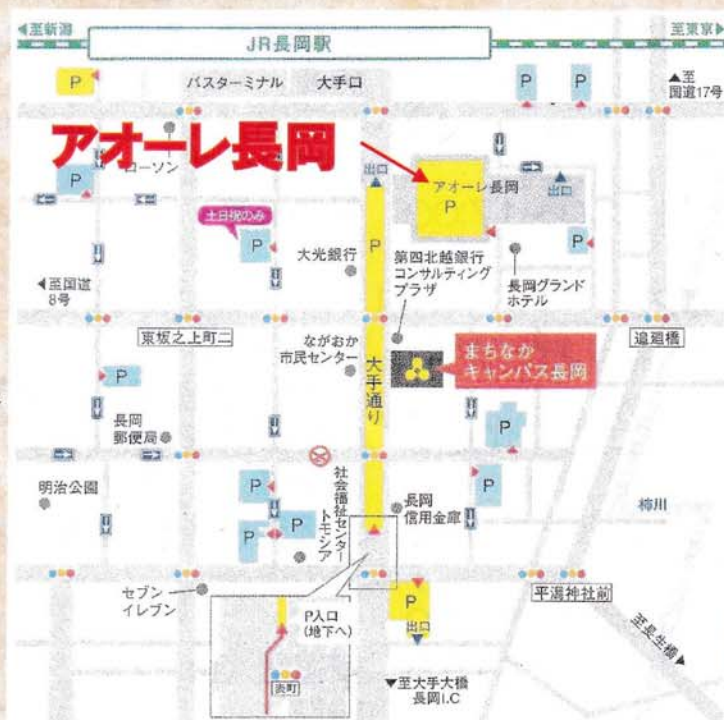 ◀至新潟
JR長岡駅
至東京▶
P
バスターミナル
大手口
P
P
▲至
国道17号
アオーレ長岡
ローソン
P
出口
アオーレ長岡
P
出口
土日祝のみ
P
大光銀行
P
第四北越銀行
コンサルティング
プラザ
長岡グランド
ホテル
P
◀至国道
8号
東坂之上町二
ながおか
市民センター
大手通り
まちなか
キャンパス長岡
追廻橋
P
長岡
郵便局
P
明治公園
P
P
P
社会福祉センター
トモシア
長岡
信用金庫
P
柿川
セブン
イレブン
P入口
(地下へ)
表町
P
出口
平潟神社前
至長生橋▶
▼至大手大橋
長岡I.C